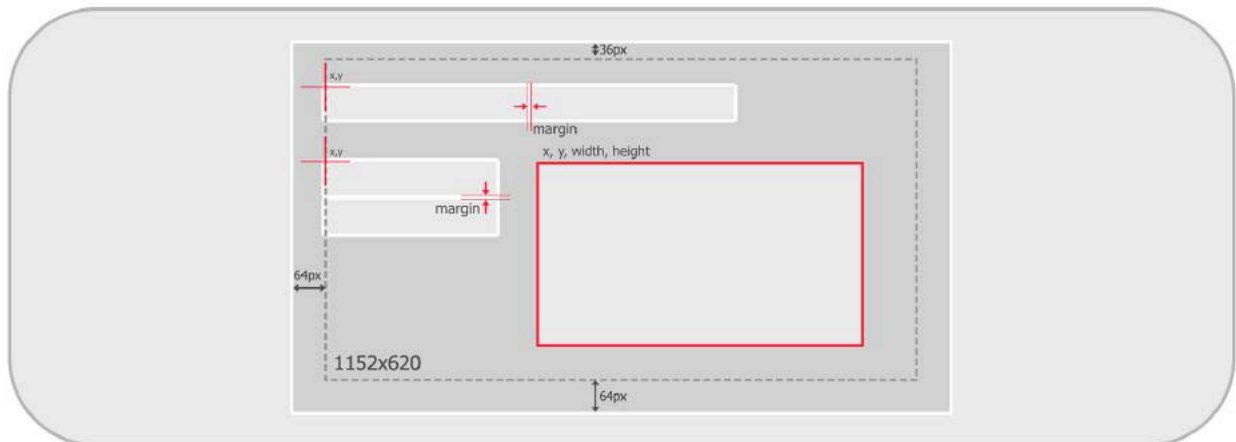 36px
x,y
margin
x,y
x, y, width, height
margin
64px
1152x620
64px